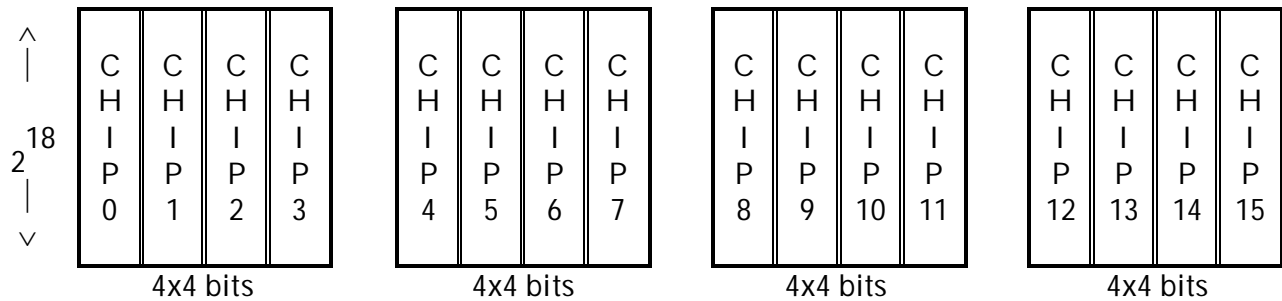 ^
|
2^18
|
v
CHIP 0
CHIP 1
CHIP 2
CHIP 3
4x4 bits
CHIP 4
CHIP 5
CHIP 6
CHIP 7
4x4 bits
CHIP 8
CHIP 9
CHIP 10
CHIP 11
4x4 bits
CHIP 12
CHIP 13
CHIP 14
CHIP 15
4x4 bits